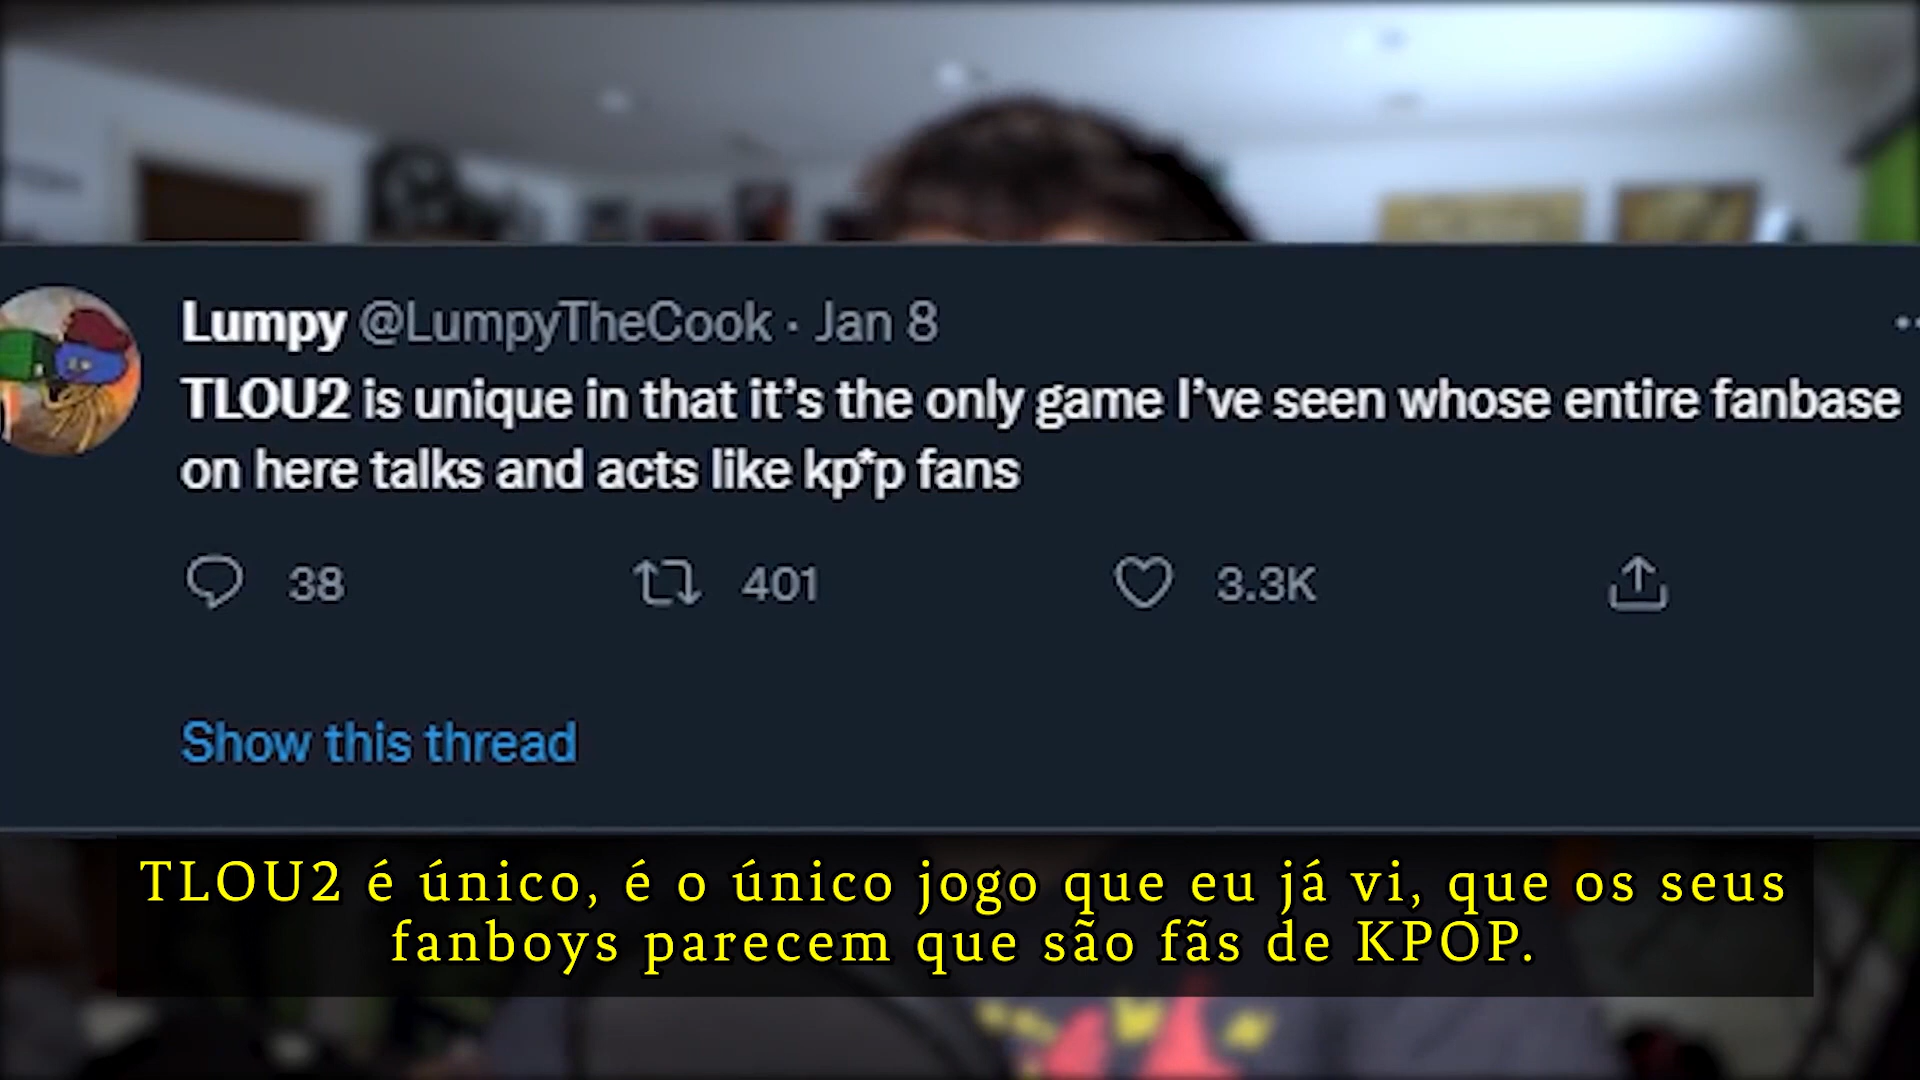 Lumpy @LumpyTheCook · Jan 8
TLOU2 is unique in that it’s the only game I’ve seen whose entire fanbase
on here talks and acts like kp*p fans
38 401 3.3K
Show this thread
TLOU2 é único, é o único jogo que eu já vi, que os seus
fanboys parecem que são fãs de KPOP.